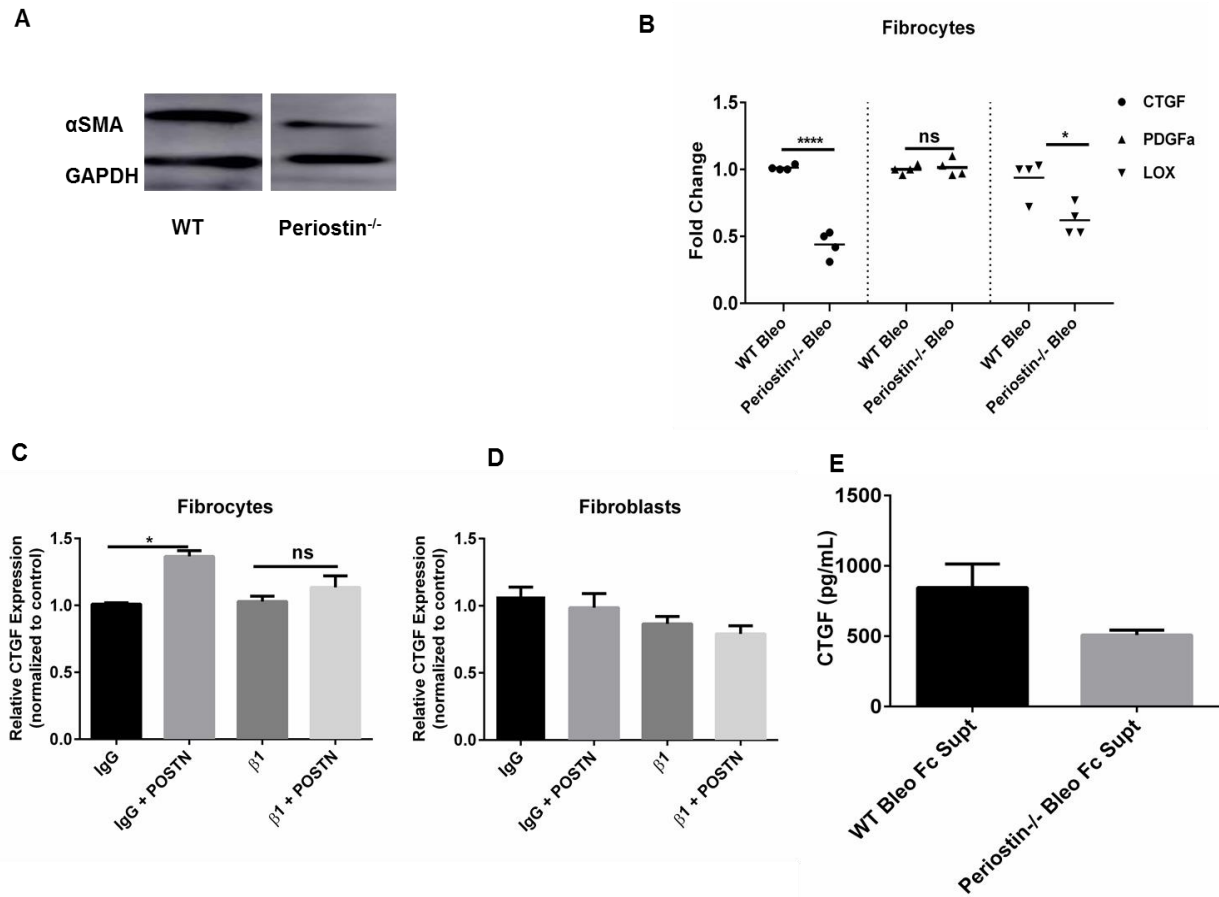 A
αSMA
GAPDH
WT
Periostin-/-
B
Fibrocytes
Fold Change
1.5
1.0
0.5
0.0
****
ns
*
WT Bleo
Periostin-/- Bleo
WT Bleo
Periostin-/- Bleo
WT Bleo
Periostin-/- Bleo
CTGF
PDGFa
LOX
C
Fibrocytes
Relative CTGF Expression
(normalized to control)
1.5
1.0
0.5
0.0
*
ns
IgG
IgG + POSTN
β1
β1 + POSTN
D
Fibroblasts
Relative CTGF Expression
(normalized to control)
1.5
1.0
0.5
0.0
IgG
IgG + POSTN
β1
β1 + POSTN
E
CTGF (pg/mL)
1500
1000
500
0
WT Bleo Fc Supt
Periostin-/- Bleo Fc Supt